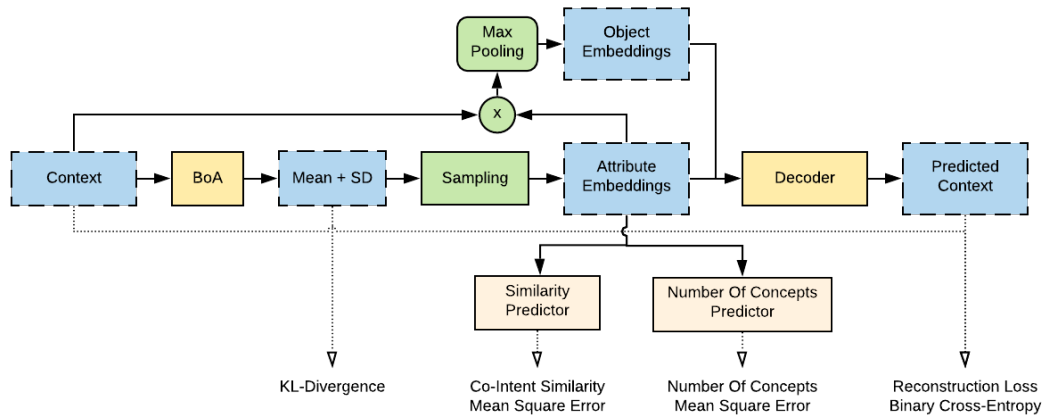 Max
Pooling
Object
Embeddings
x
Context
BoA
Mean + SD
Sampling
Attribute
Embeddings
Decoder
Predicted
Context
Similarity
Predictor
Number Of Concepts
Predictor
KL-Divergence
Co-Intent Similarity
Mean Square Error
Number Of Concepts
Mean Square Error
Reconstruction Loss
Binary Cross-Entropy